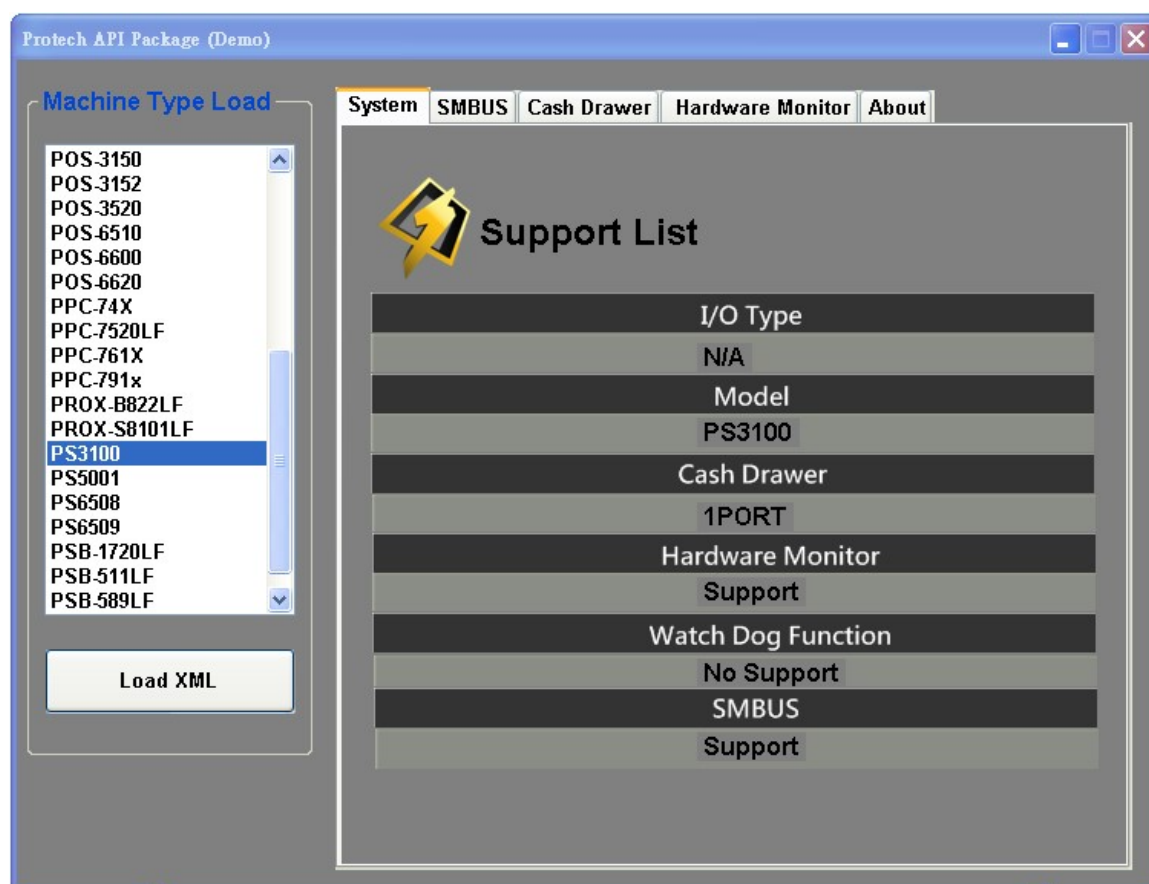 Protech API Package (Demo)
Machine Type Load
POS-3150
POS-3152
POS-3520
POS-6510
POS-6600
POS-6620
PPC-74X
PPC-7520LF
PPC-761X
PPC-791x
PROX-B822LF
PROX-S8101LF
PS3100
PS5001
PS6508
PS6509
PSB-1720LF
PSB-511LF
PSB-589LF
Load XML
System SMBUS Cash Drawer Hardware Monitor About
Support List
I/O Type
N/A
Model
PS3100
Cash Drawer
1PORT
Hardware Monitor
Support
Watch Dog Function
No Support
SMBUS
Support